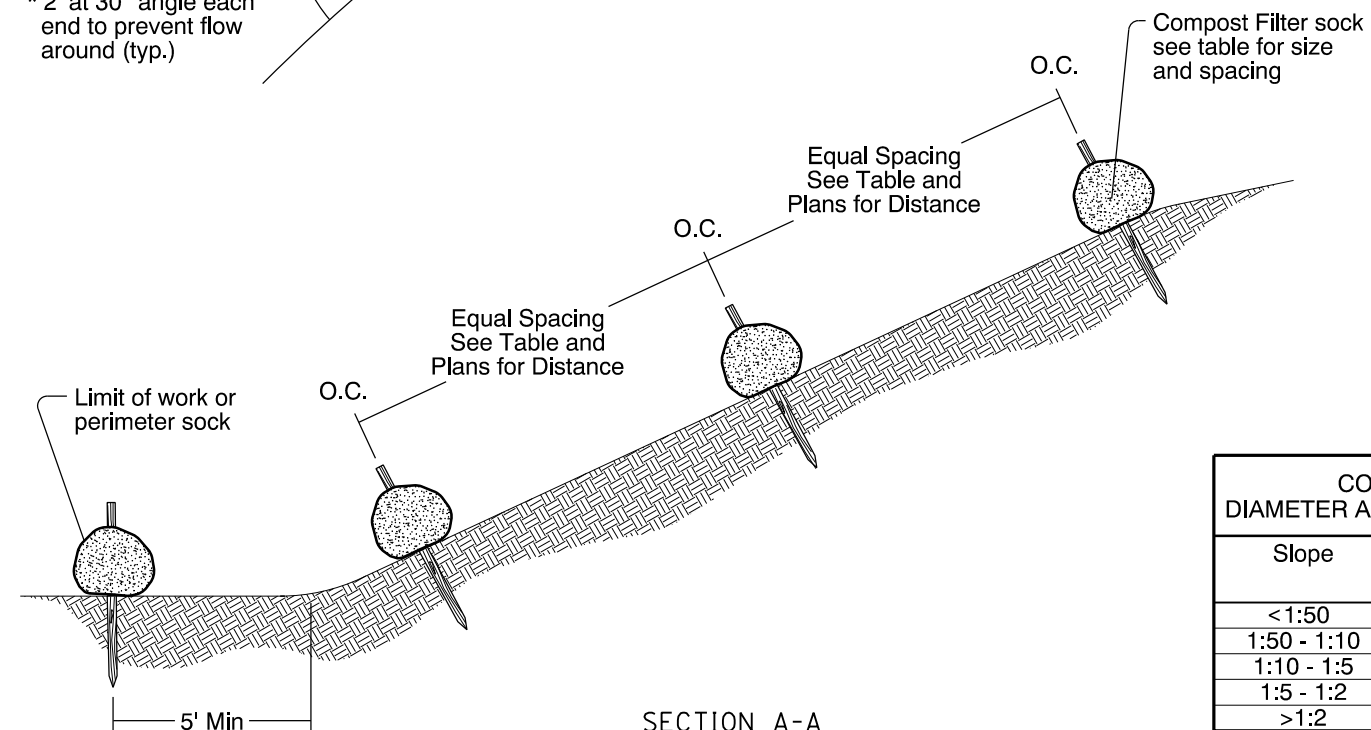 * 2' at 30° angle each
end to prevent flow
around (typ.)
Compost Filter sock
see table for size
and spacing
O.C.
Equal Spacing
See Table and
Plans for Distance
O.C.
Equal Spacing
See Table and
Plans for Distance
O.C.
Limit of work or
perimeter sock
5' Min
SECTION A-A
CO
DIAMETER A
Slope
<1:50
1:50 - 1:10
1:10 - 1:5
1:5 - 1:2
>1:2